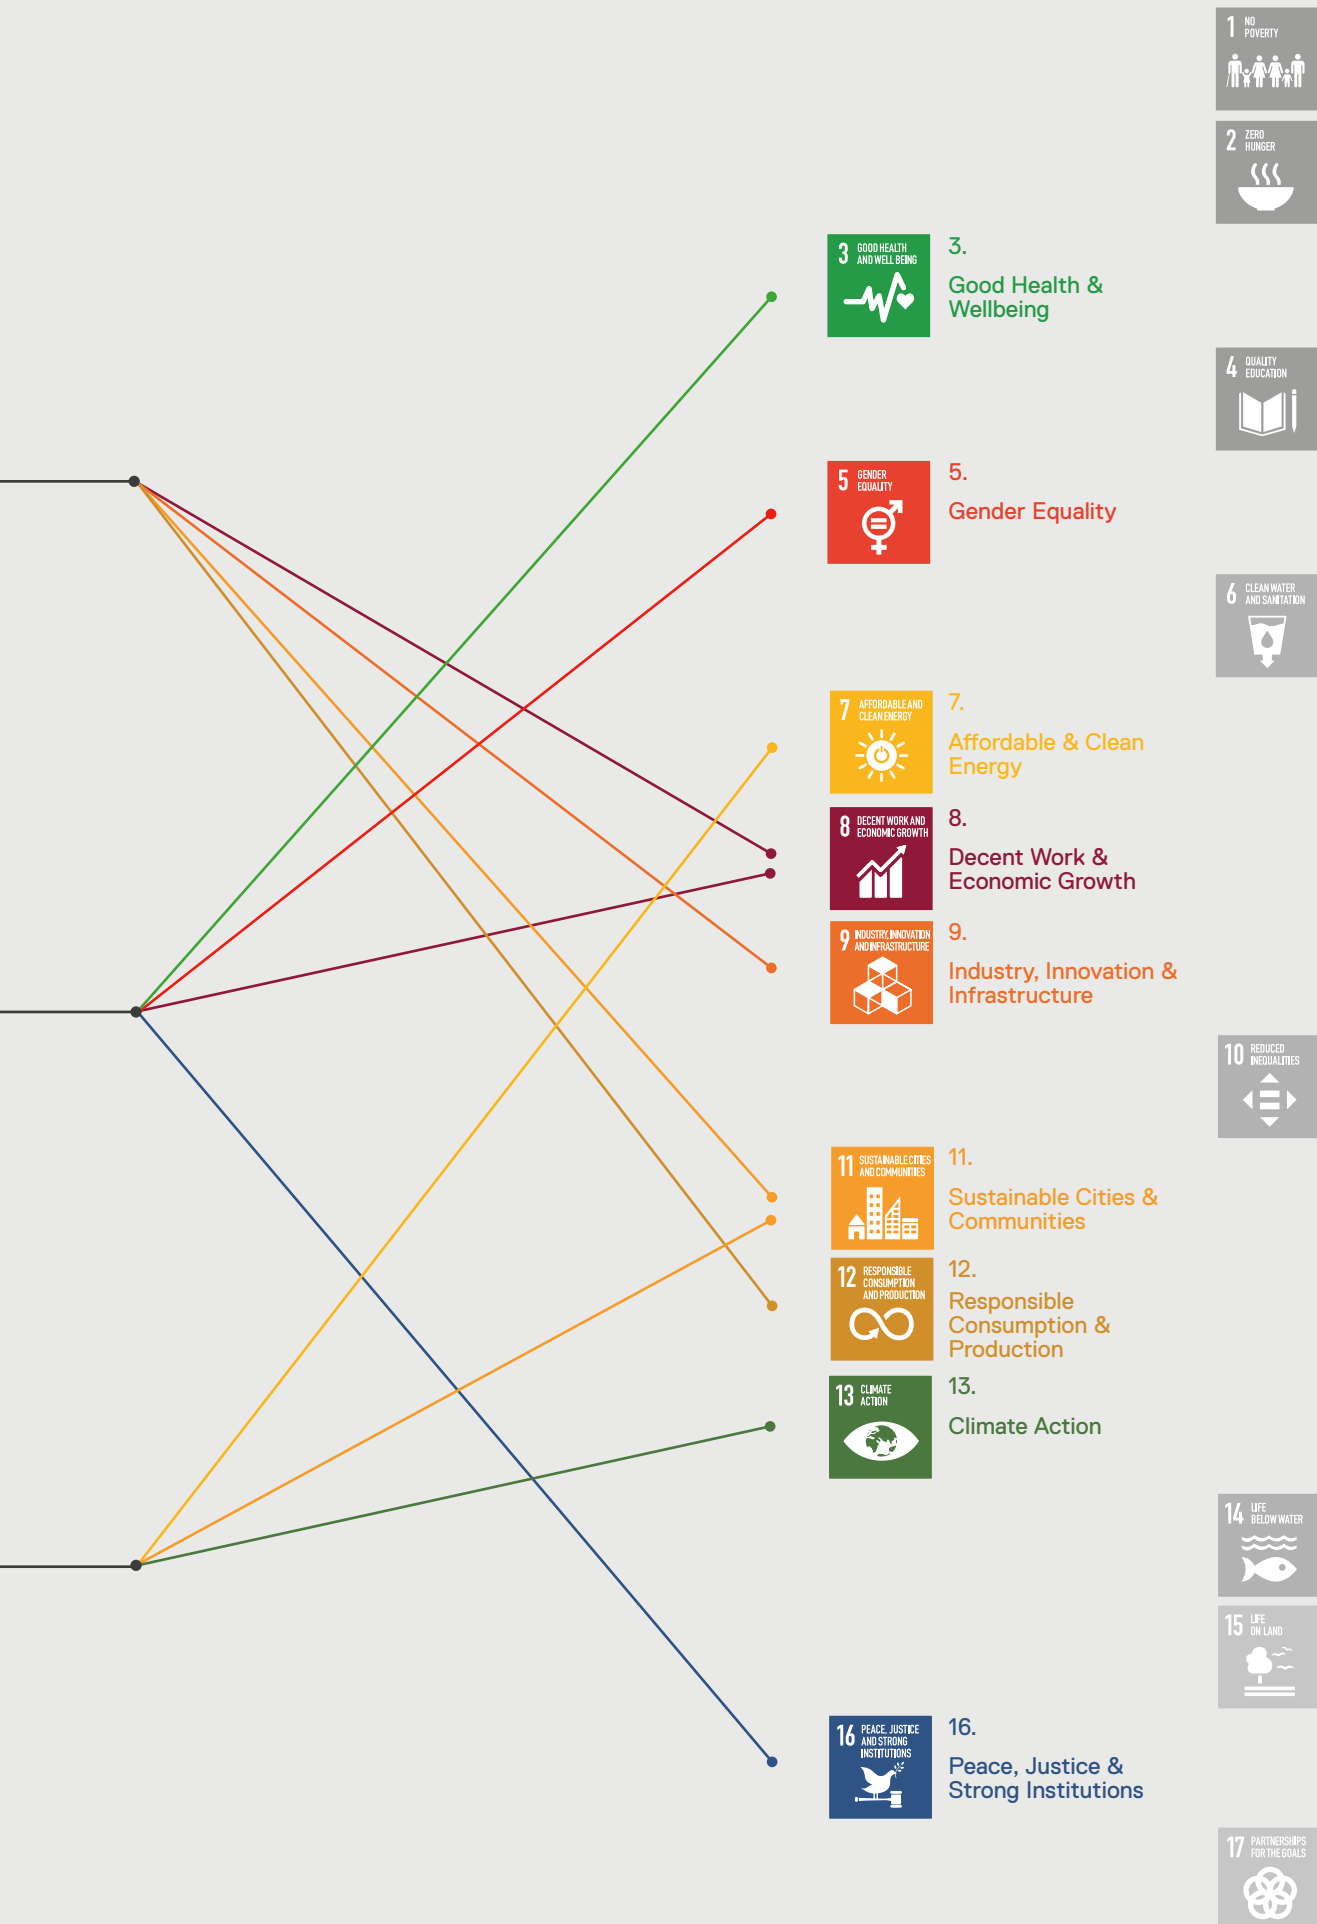 1 NO
POVERTY
2 ZERO
HUNGER
3 GOOD HEALTH
AND WELL BEING
3.
Good Health &
Wellbeing
4 QUALITY
EDUCATION
5 GENDER
EQUALITY
5.
Gender Equality
6 CLEAN WATER
AND SANITATION
7 AFFORDABLE AND
CLEAN ENERGY
7.
Affordable & Clean
Energy
8 DECENT WORK AND
ECONOMIC GROWTH
8.
Decent Work &
Economic Growth
9 INDUSTRY, INNOVATION
AND INFRASTRUCTURE
9.
Industry, Innovation &
Infrastructure
10 REDUCED
INEQUALITIES
11 SUSTAINABLE CITIES
AND COMMUNITIES
11.
Sustainable Cities &
Communities
12 RESPONSIBLE
CONSUMPTION
AND PRODUCTION
12.
Responsible
Consumption &
Production
13 CLIMATE
ACTION
13.
Climate Action
14 LIFE
BELOW WATER
15 LIFE
ON LAND
16 PEACE, JUSTICE
AND STRONG
INSTITUTIONS
16.
Peace, Justice &
Strong Institutions
17 PARTNERSHIPS
FOR THE GOALS